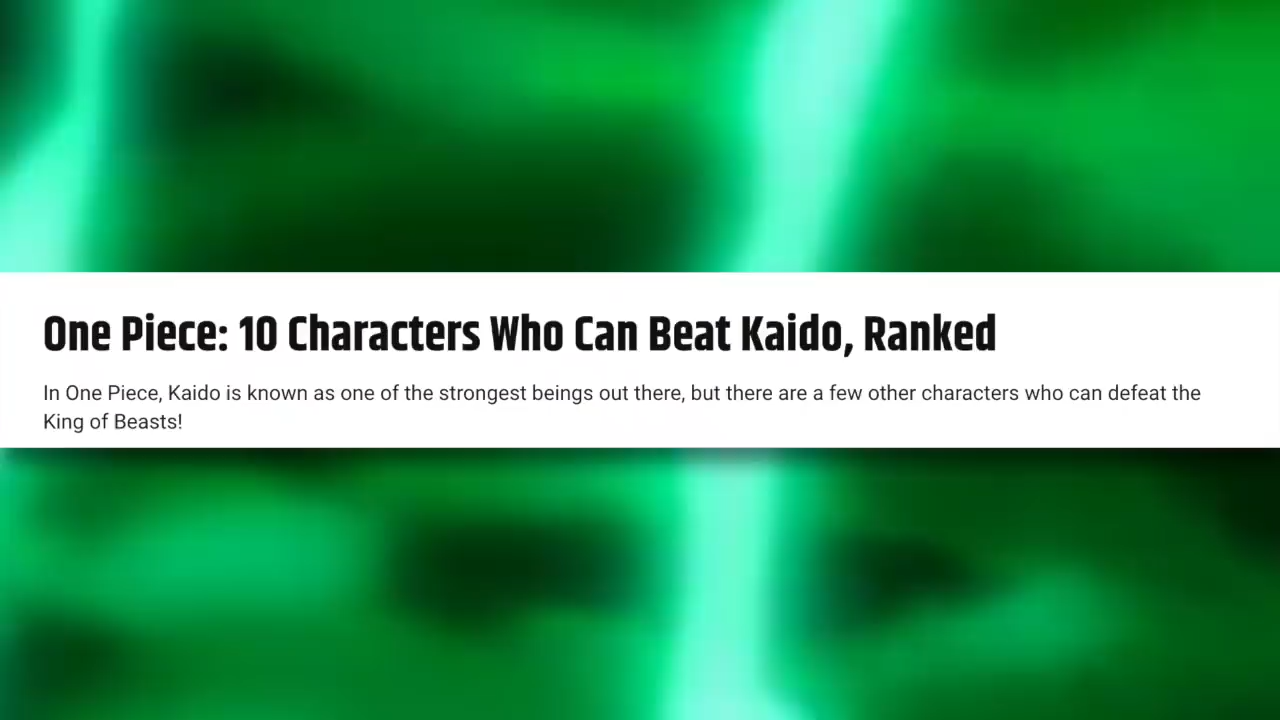 One Piece: 10 Characters Who Can Beat Kaido, Ranked
In One Piece, Kaido is known as one of the strongest beings out there, but there are a few other characters who can defeat the
King of Beasts!